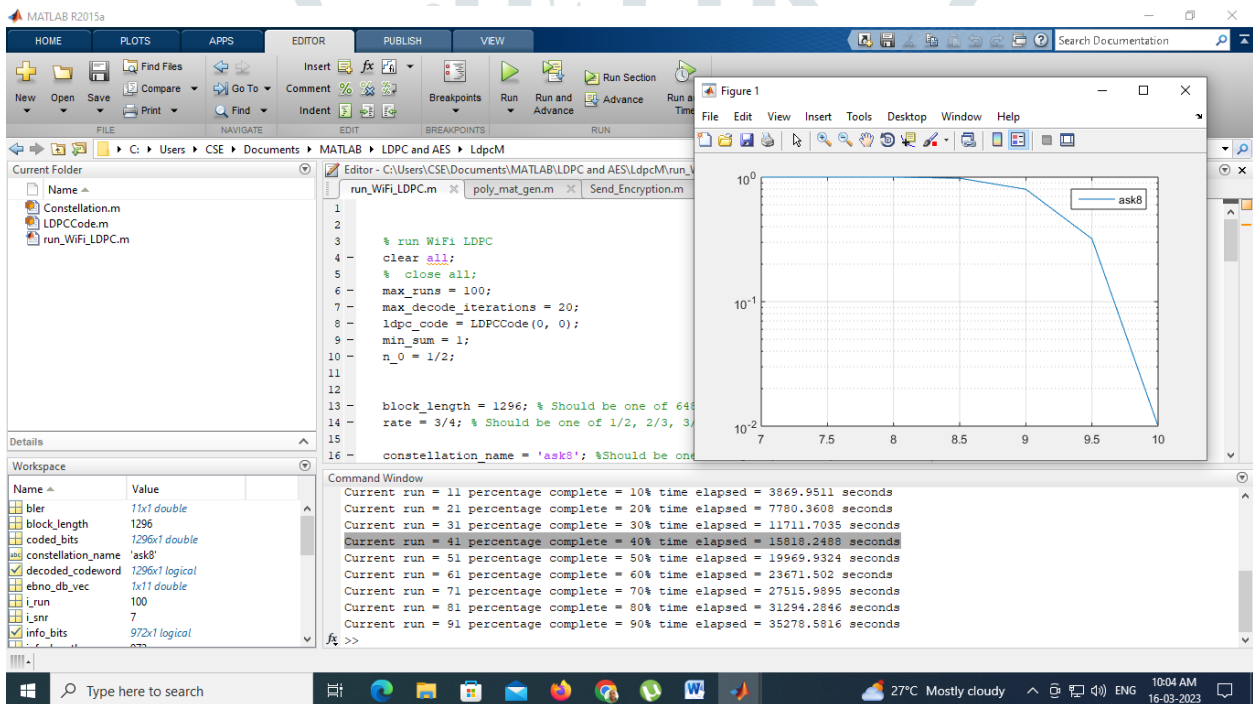 MATLAB R2015a
HOME PLOTS APPS EDITOR PUBLISH VIEW
Search Documentation
New Open Save
Find Files
Compare
Print
Go To
Find
Insert
Comment
Indent
Breakpoints
Run
Run and Advance
Run Section
Advance
FILE NAVIGATE EDIT BREAKPOINTS RUN
C: Users CSE Documents MATLAB LDPC and AES LdpcM
Current Folder
Name
Constellation.m
LDPCCode.m
run_WiFi_LDPC.m
Details
Workspace
Name Value
bler 11x1 double
block_length 1296
coded_bits 1296x1 double
constellation_name 'ask8'
decoded_codeword 1296x1 logical
ebno_db_vec 1x11 double
i_run 100
i_snr 7
info_bits 972x1 logical
Editor - C:\Users\CSE\Documents\MATLAB\LDPC and AES\LdpcM\run_
run_WiFi_LDPC.m poly_mat_gen.m Send_Encryption.m
1
2
3 % run WiFi LDPC
4 clear all;
5 % close all;
6 max_runs = 100;
7 max_decode_iterations = 20;
8 ldpc_code = LDPCCode(0, 0);
9 min_sum = 1;
10 n_0 = 1/2;
11
12
13 block_length = 1296; % Should be one of 648
14 rate = 3/4; % Should be one of 1/2, 2/3, 3/
15
16 constellation_name = 'ask8'; %Should be one
Figure 1
File Edit View Insert Tools Desktop Window Help
ask8
10^0
10^-1
10^-2
7 7.5 8 8.5 9 9.5 10
Command Window
Current run = 11 percentage complete = 10% time elapsed = 3869.9511 seconds
Current run = 21 percentage complete = 20% time elapsed = 7780.3608 seconds
Current run = 31 percentage complete = 30% time elapsed = 11711.7035 seconds
Current run = 41 percentage complete = 40% time elapsed = 15818.2488 seconds
Current run = 51 percentage complete = 50% time elapsed = 19969.9324 seconds
Current run = 61 percentage complete = 60% time elapsed = 23671.502 seconds
Current run = 71 percentage complete = 70% time elapsed = 27515.9895 seconds
Current run = 81 percentage complete = 80% time elapsed = 31294.2846 seconds
Current run = 91 percentage complete = 90% time elapsed = 35278.5816 seconds
fx >>
Type here to search
27°C Mostly cloudy
ENG
10:04 AM
16-03-2023